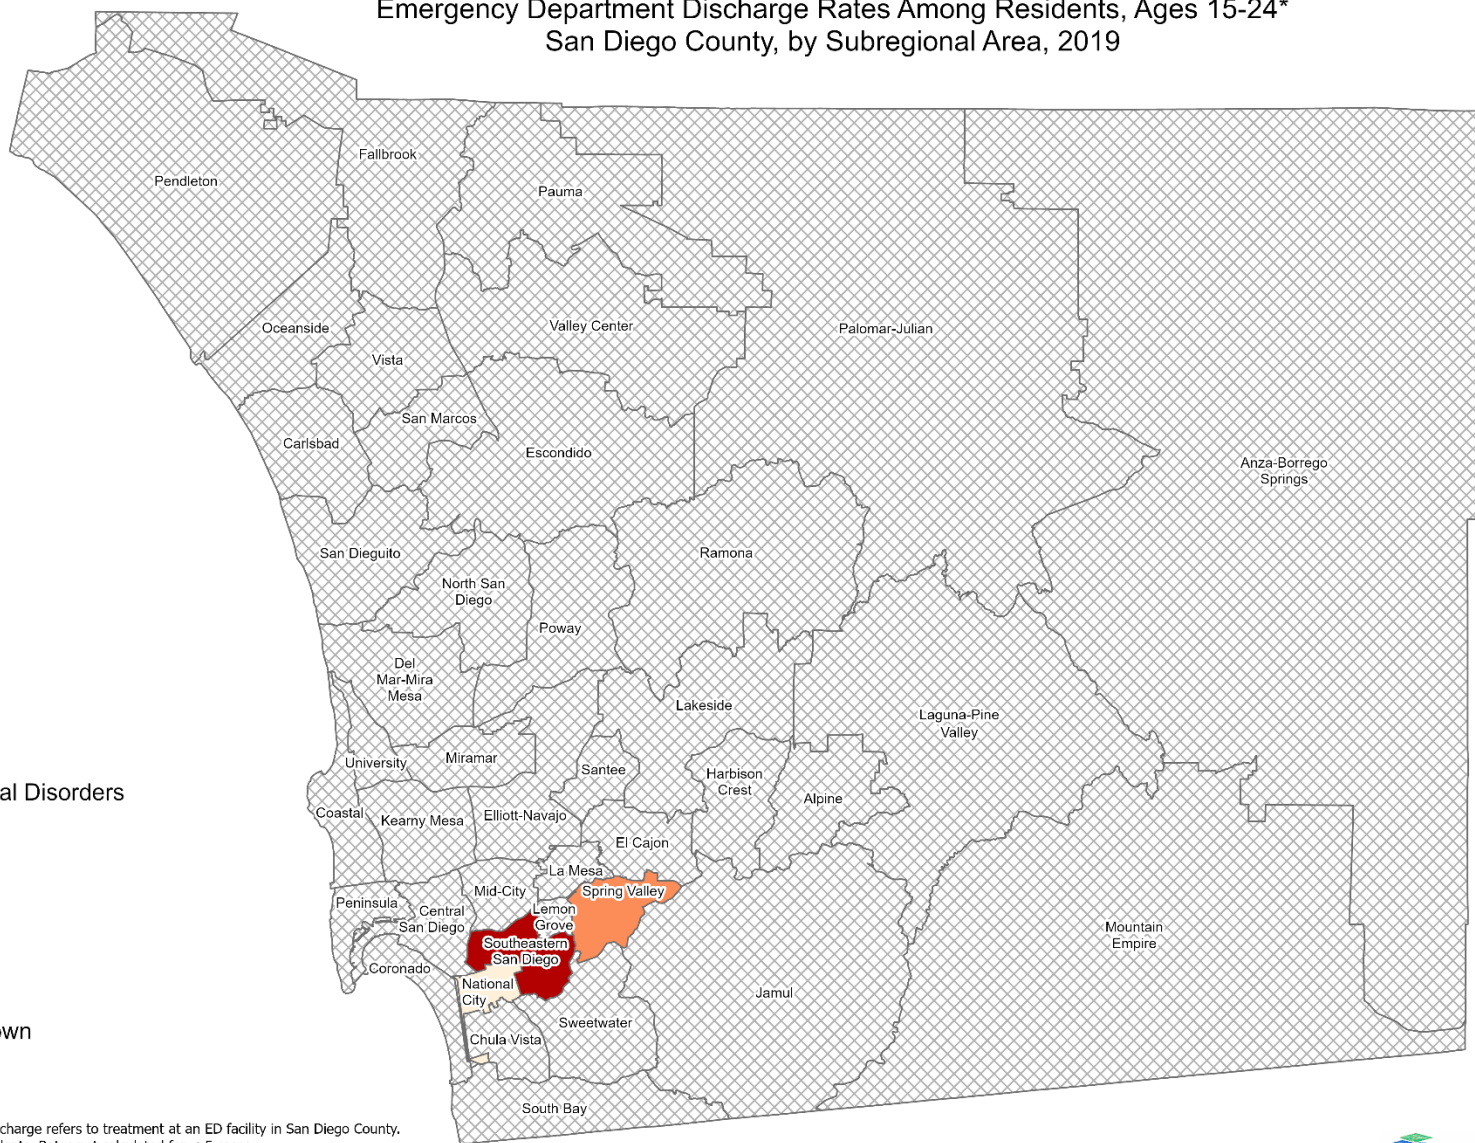 Emergency Department Discharge Rates Among Residents, Ages 15-24*
San Diego County, by Subregional Area, 2019
Fallbrook
Pendleton
Pauma
Oceanside
Valley Center
Palomar-Julian
Vista
San Marcos
Carlsbad
Escondido
Anza-Borrego
Springs
San Dieguito
Ramona
North San
Diego
Poway
Del
Mar-Mira
Mesa
Lakeside
Laguna-Pine
Valley
University
Miramar
Santee
Harbison
Crest
Alpine
al Disorders
Coastal
Kearny Mesa
Elliott-Navajo
El Cajon
La Mesa
Mid-City
Spring Valley
Peninsula
Central
San Diego
Lemon
Grove
Southeastern
San Diego
Mountain
Empire
Coronado
National
City
Jamul
Sweetwater
own
Chula Vista
South Bay
charge refers to treatment at an ED facility in San Diego County.